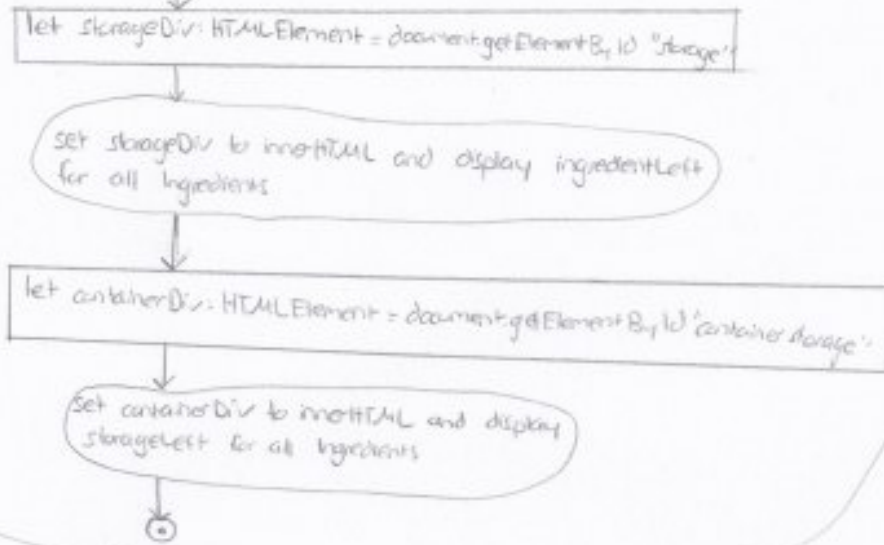 let storageDiv: HTMLElement = document.getElementById "storage"
set storageDiv to innerHTML and display ingredientLeft
for all Ingredients
let containerDiv: HTMLElement = document.getElementById "container storage"
set containerDiv to innerHTML and display
storageLeft for all Ingredients